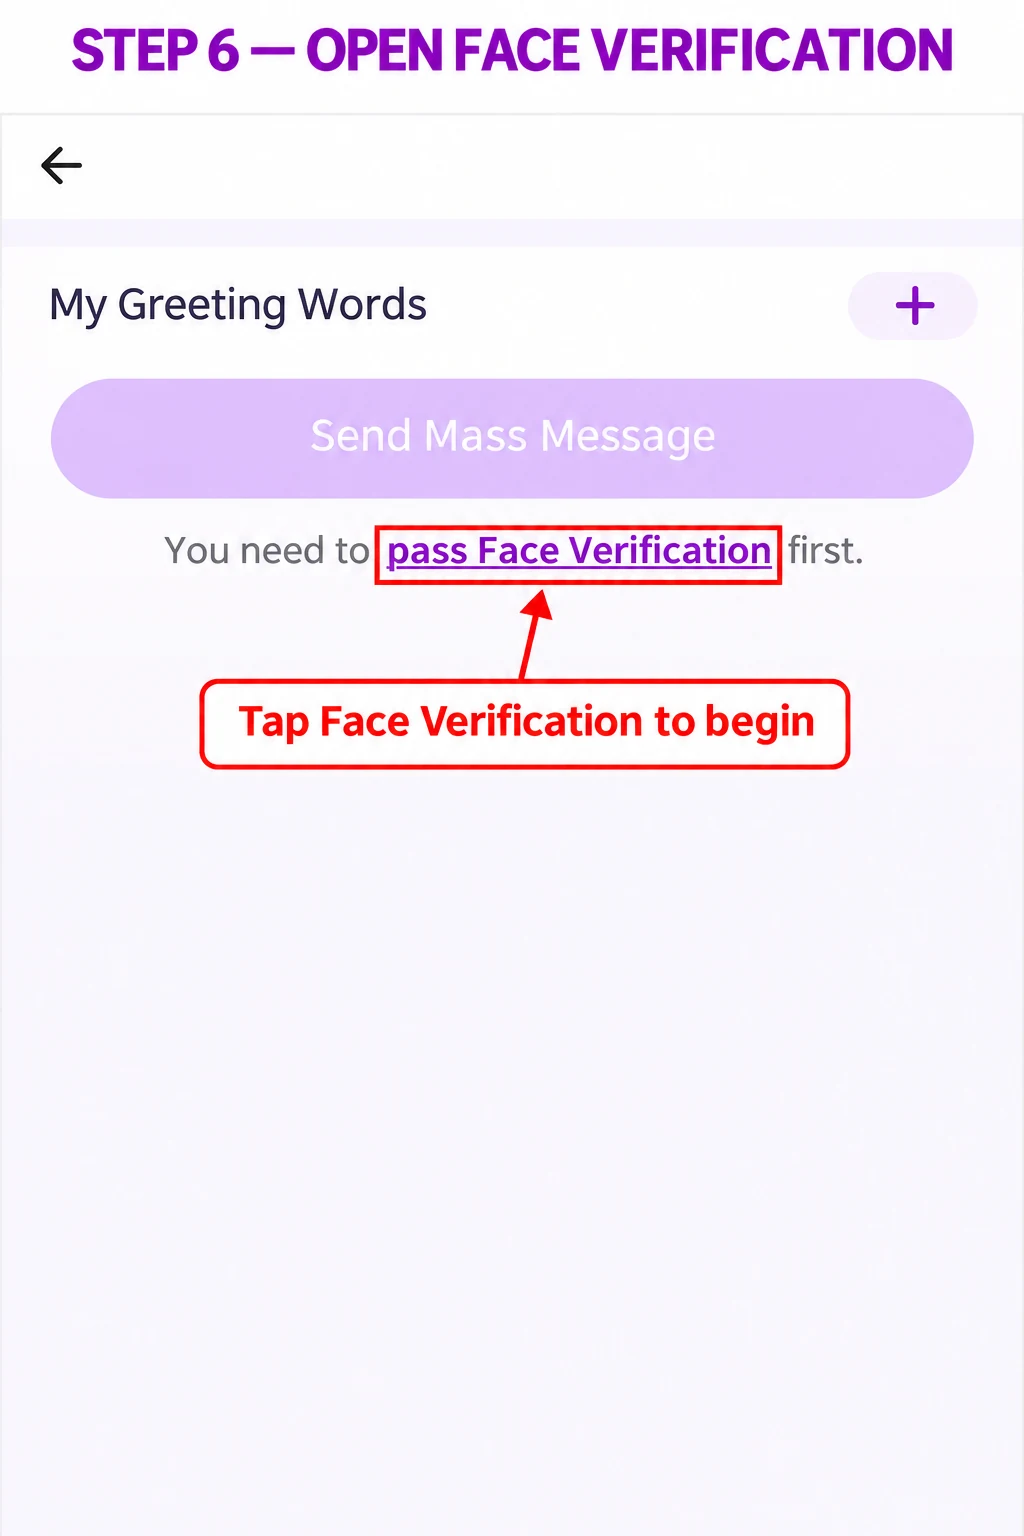 STEP 6 — OPEN FACE VERIFICATION
My Greeting Words
Send Mass Message
You need to pass Face Verification first.
Tap Face Verification to begin